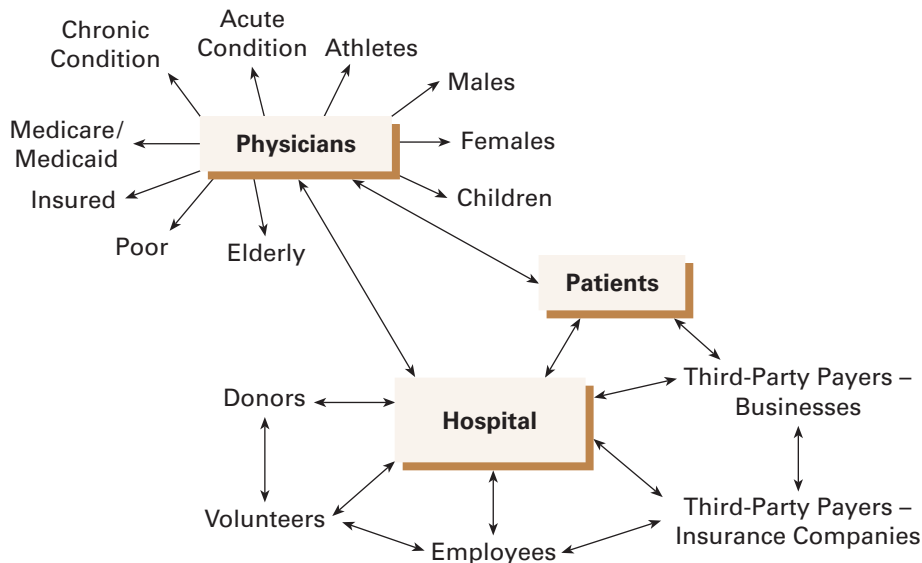 Chronic
Condition
Acute
Condition
Athletes
Males
Medicare/
Medicaid
Physicians
Females
Insured
Children
Poor
Elderly
Patients
Donors
Hospital
Third-Party Payers –
Businesses
Volunteers
Employees
Third-Party Payers –
Insurance Companies